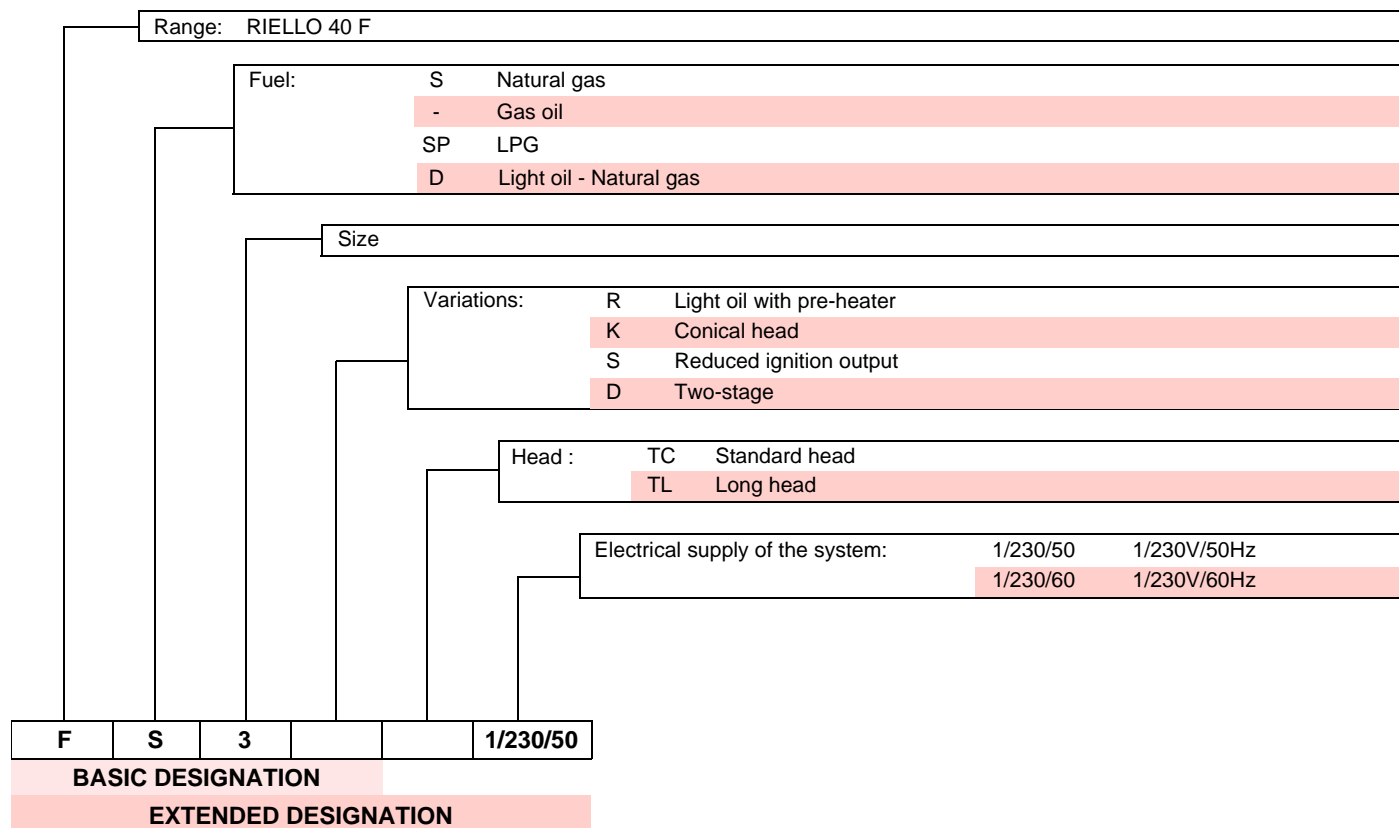 Range: RIELLO 40 F
Fuel: S Natural gas
- Gas oil
SP LPG
D Light oil - Natural gas
Size
Variations: R Light oil with pre-heater
K Conical head
S Reduced ignition output
D Two-stage
Head : TC Standard head
TL Long head
Electrical supply of the system: 1/230/50 1/230V/50Hz
1/230/60 1/230V/60Hz
F S 3 1/230/50
BASIC DESIGNATION
EXTENDED DESIGNATION